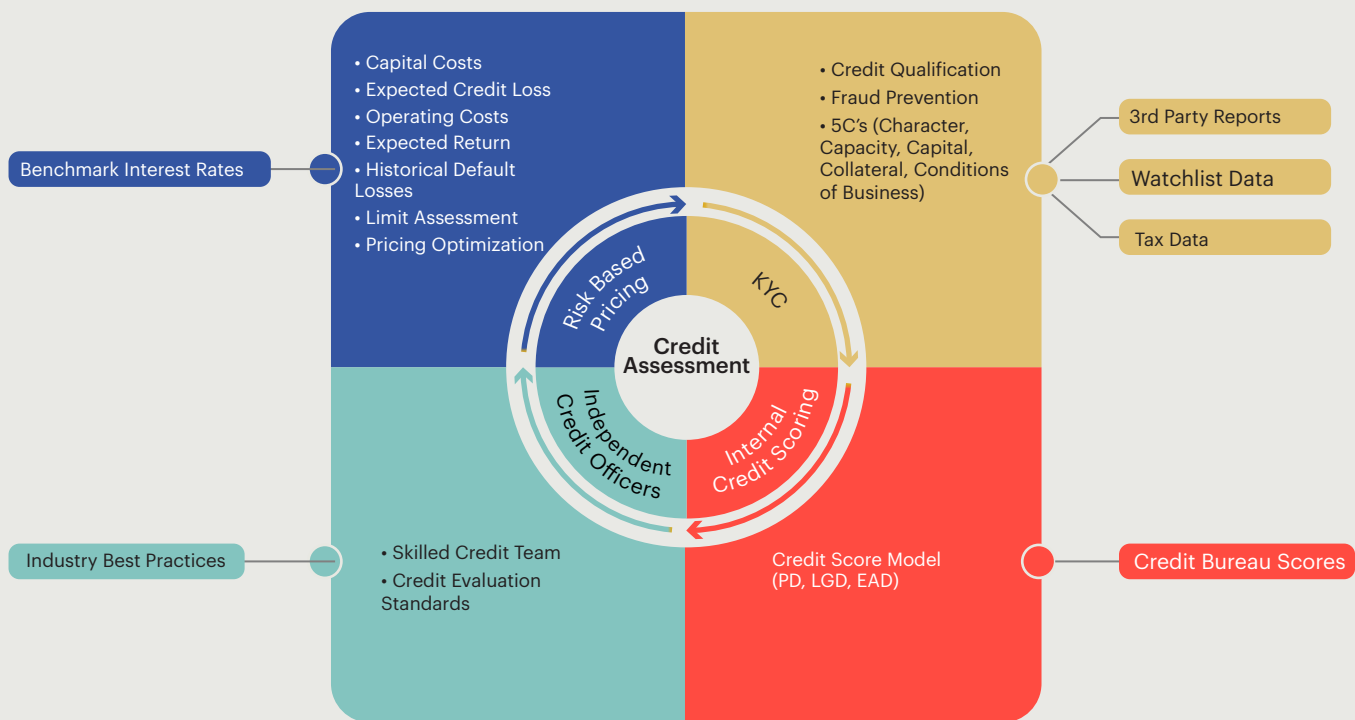 • Capital Costs
• Expected Credit Loss
• Operating Costs
• Expected Return
• Historical Default
Losses
• Limit Assessment
• Pricing Optimization
Benchmark Interest Rates
• Credit Qualification
• Fraud Prevention
• 5C’s (Character,
Capacity, Capital,
Collateral, Conditions
of Business)
3rd Party Reports
Watchlist Data
Tax Data
Risk Based
Pricing
KYC
Credit
Assessment
Independent
Credit Officers
Internal
Credit Scoring
Industry Best Practices
• Skilled Credit Team
• Credit Evaluation
Standards
Credit Score Model
(PD, LGD, EAD)
Credit Bureau Scores